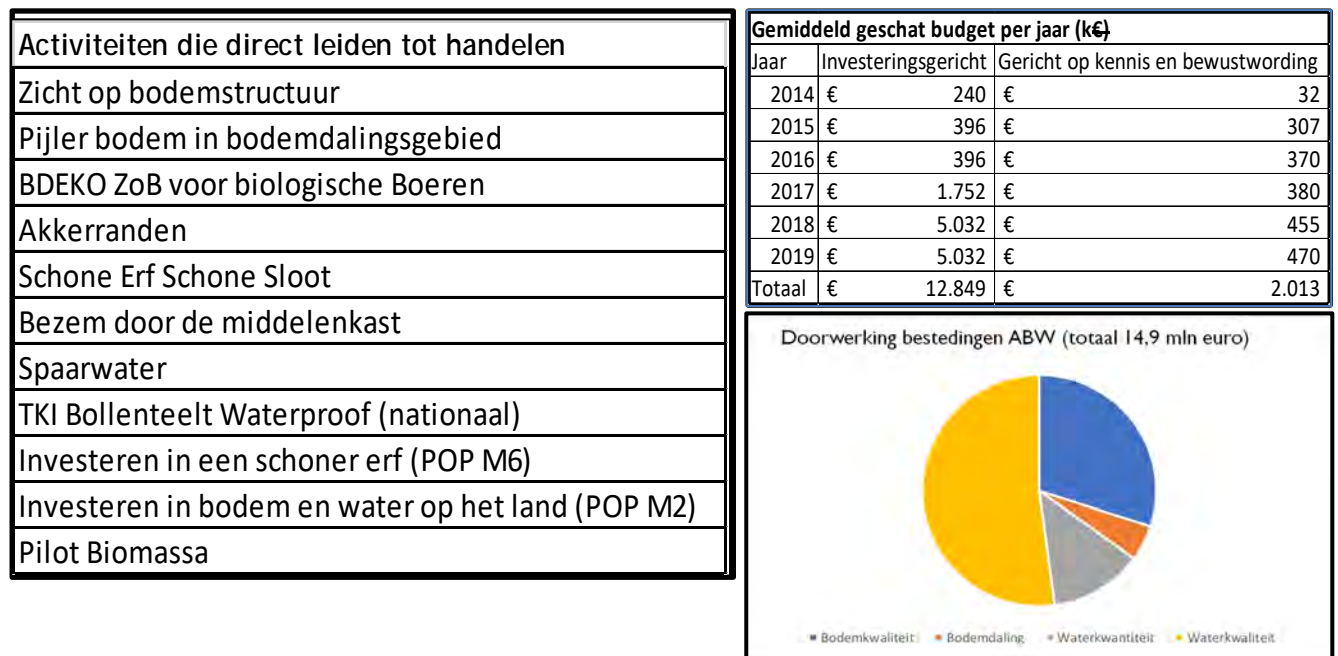 Activiteiten die direct leiden tot handelen
Zicht op bodemstructuur
Pijler bodem in bodemdalingsgebied
BDEKO ZoB voor biologische Boeren
Akkerranden
Schone Erf Schone Sloot
Bezem door de middelenkast
Spaarwater
TKI Bollenteelt Waterproof (nationaal)
Investeren in een schoner erf (POP M6)
Investeren in bodem en water op het land (POP M2)
Pilot Biomassa
Gemiddeld geschat budget per jaar (k€)
Jaar Investeringsgericht Gericht op kennis en bewustwording
2014 € 240 € 32
2015 € 396 € 307
2016 € 396 € 370
2017 € 1.752 € 380
2018 € 5.032 € 455
2019 € 5.032 € 470
Totaal € 12.849 € 2.013
Doorwerking bestedingen ABW (totaal 14,9 mln euro)
Bodemkwaliteit Bodemdaling Waterkwantiteit Waterkwaliteit